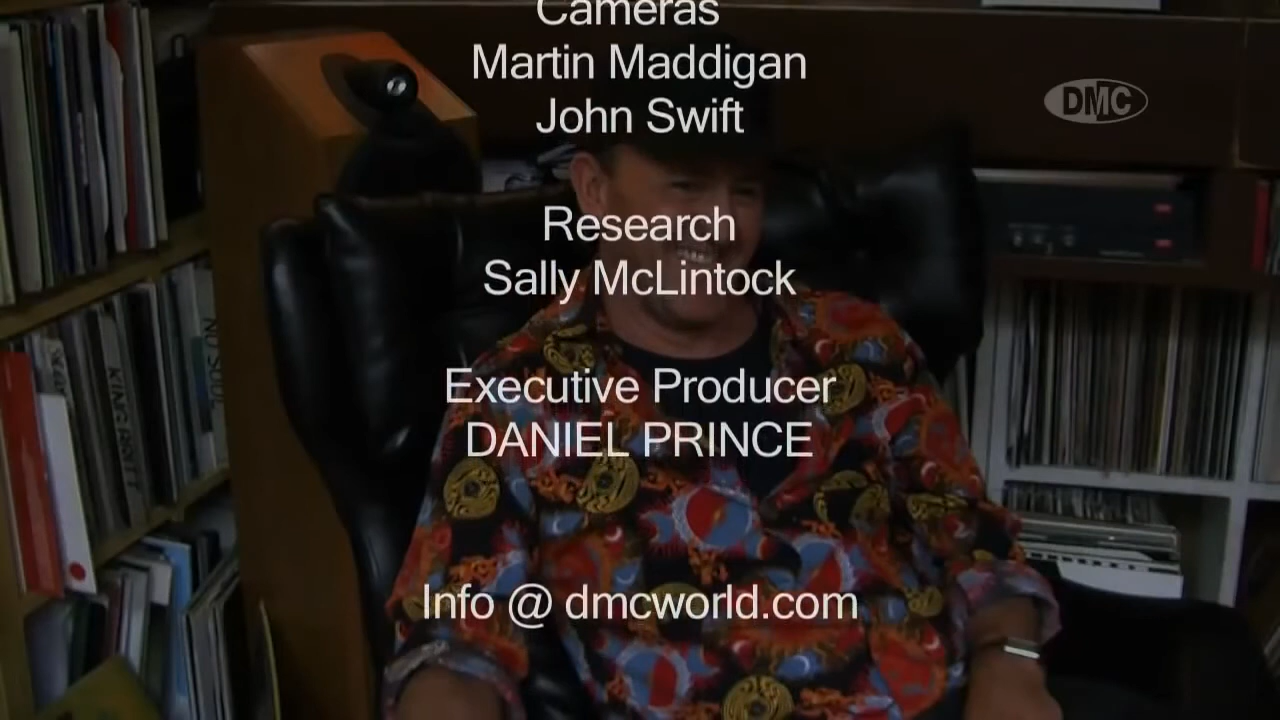 Cameras
Martin Maddigan
John Swift
DMC
Research
Sally McLintock
Executive Producer
DANIEL PRINCE
Info @ dmcworld.com